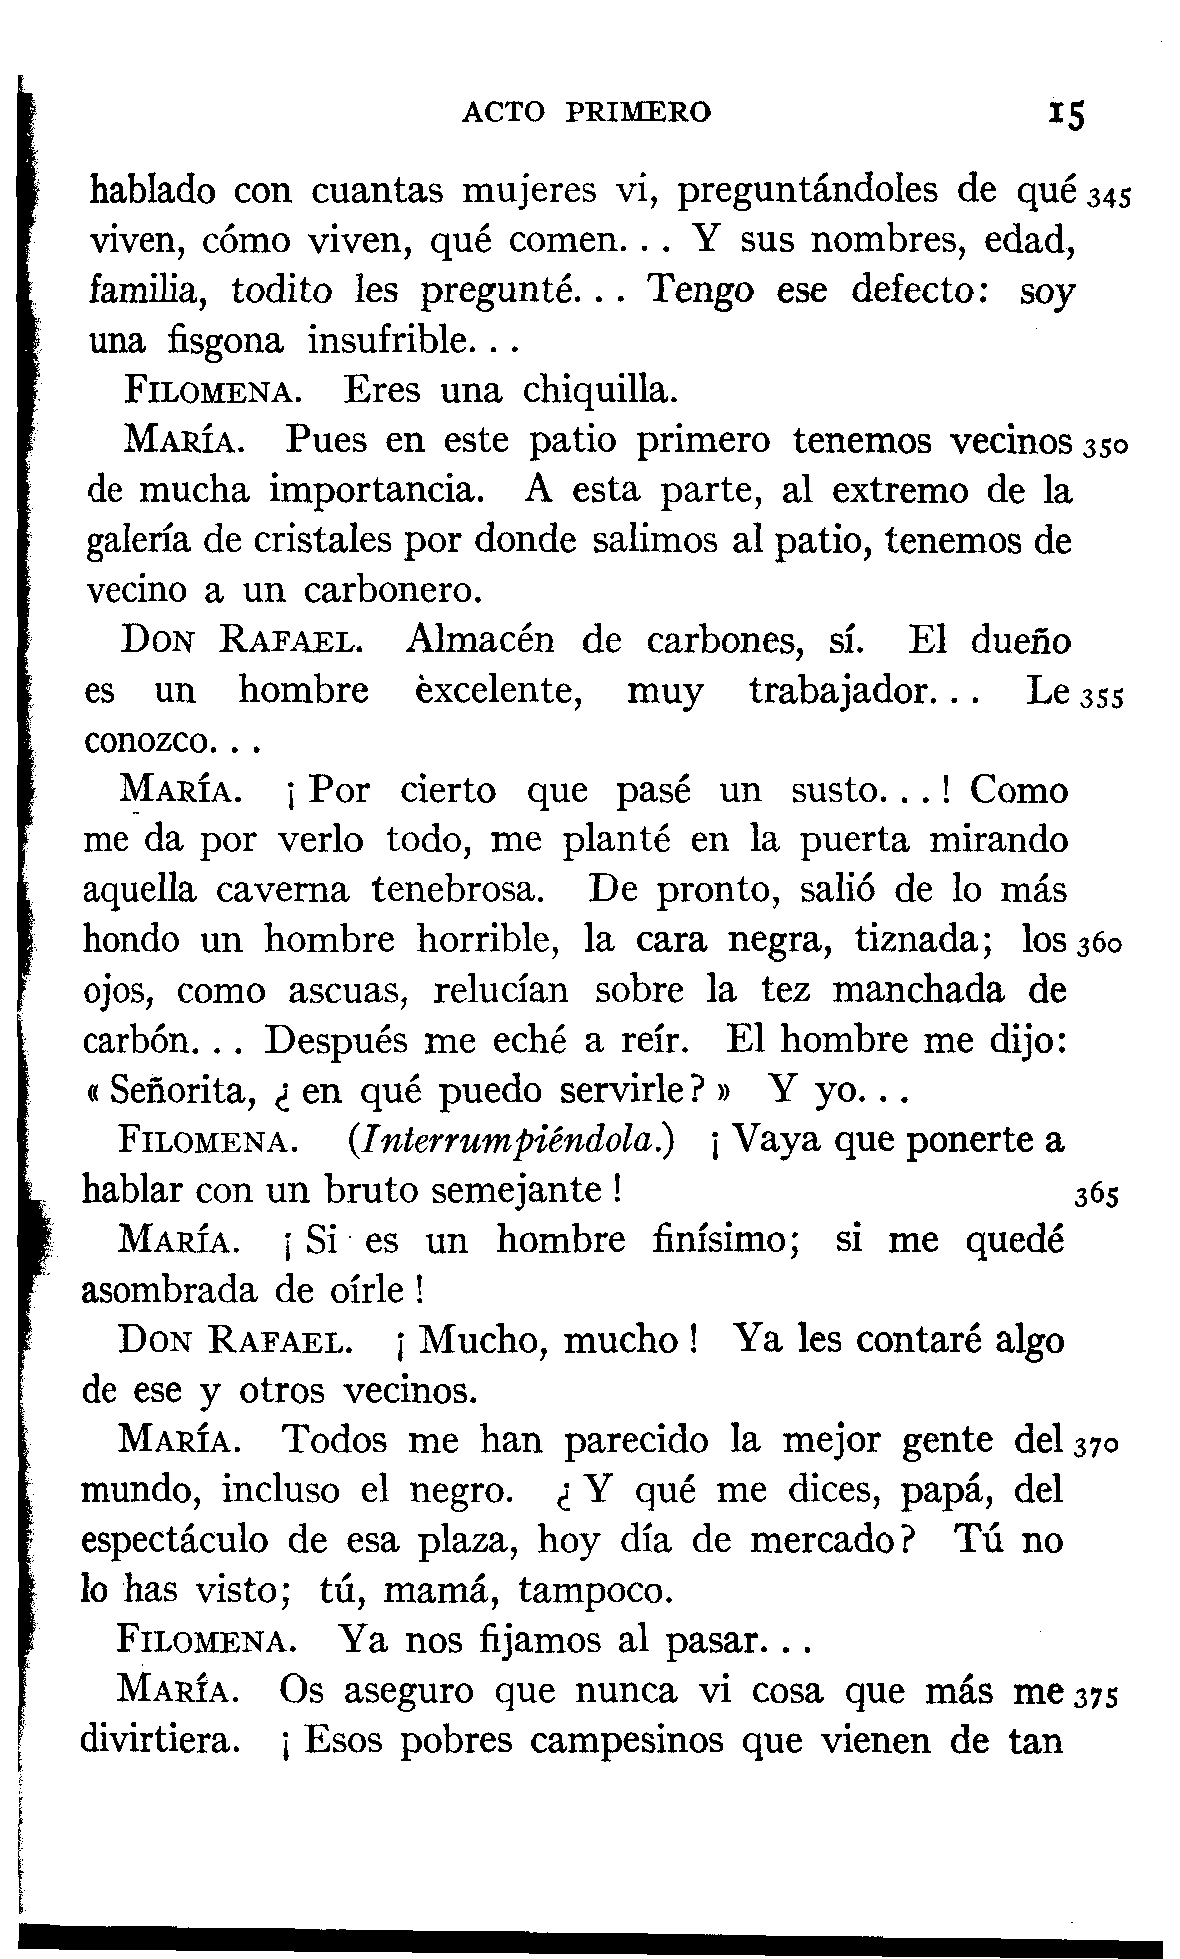 ACTO PRIMERO 15
hablado con cuantas mujeres vi, preguntándoles de qué 345
viven, cómo viven, qué comen. . . Y sus nombres, edad,
familia, todito les pregunté. . . Tengo ese defecto: soy
una fisgona insufrible. . .
FILOMENA. Eres una chiquilla.
MARÍA. Pues en este patio primero tenemos vecinos 350
de mucha importancia. A esta parte, al extremo de la
galería de cristales por donde salimos al patio, tenemos de
vecino a un carbonero.
DON RAFAEL. Almacén de carbones, sí. El dueño
es un hombre èxcelente, muy trabajador. . . Le 355
conozco. . .
MARÍA. ¡ Por cierto que pasé un susto. . . ! Como
me da por verlo todo, me planté en la puerta mirando
aquella caverna tenebrosa. De pronto, salió de lo más
hondo un hombre horrible, la cara negra, tiznada; los 360
ojos, como ascuas, relucían sobre la tez manchada de
carbón. . . Después me eché a reír. El hombre me dijo:
« Señorita, ¿ en qué puedo servirle? » Y yo. . .
FILOMENA. (Interrumpiéndola.) ¡ Vaya que ponerte a
hablar con un bruto semejante ! 365
MARÍA. ¡ Si es un hombre finísimo; si me quedé
asombrada de oírle !
DON RAFAEL. ¡ Mucho, mucho ! Ya les contaré algo
de ese y otros vecinos.
MARÍA. Todos me han parecido la mejor gente del 370
mundo, incluso el negro. ¿ Y qué me dices, papá, del
espectáculo de esa plaza, hoy día de mercado? Tú no
lo has visto; tú, mamá, tampoco.
FILOMENA. Ya nos fijamos al pasar. . .
MARÍA. Os aseguro que nunca vi cosa que más me 375
divirtiera. ¡ Esos pobres campesinos que vienen de tan